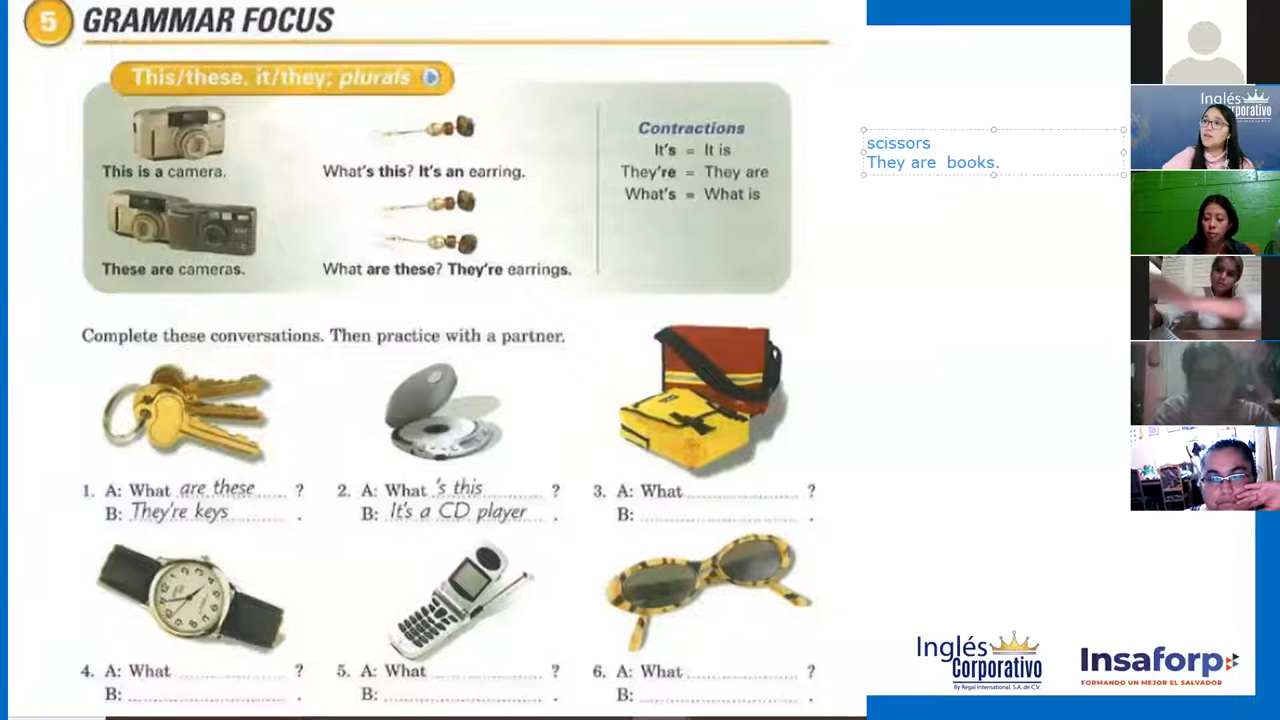 5 GRAMMAR FOCUS
This/these, it/they; plurals
This is a camera.
What's this? It's an earring.
These are cameras.
What are these? They're earrings.
Contractions
It's = It is
They're = They are
What's = What is
scissors
They are books.
Complete these conversations. Then practice with a partner.
1. A: What are these ?
B: They're keys .
2. A: What 's this ?
B: It's a CD player .
3. A: What ?
B: .
4. A: What ?
B: .
5. A: What ?
B: .
6. A: What ?
B: .
Inglés
Corporativo
By Regal International, S.A. de C.V.
Insaforp
FORMANDO UN MEJOR EL SALVADOR
Inglés